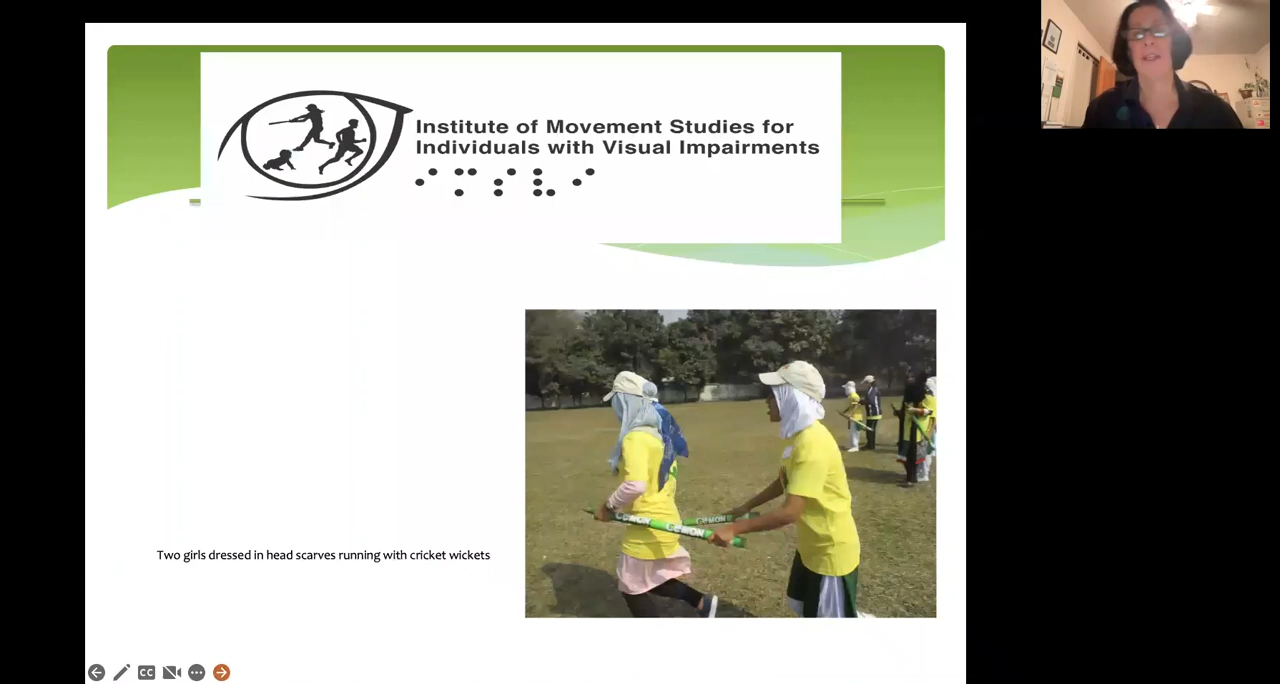 Institute of Movement Studies for
Individuals with Visual Impairments
⠊⠍⠎⠧⠊
Two girls dressed in head scarves running with cricket wickets
CC